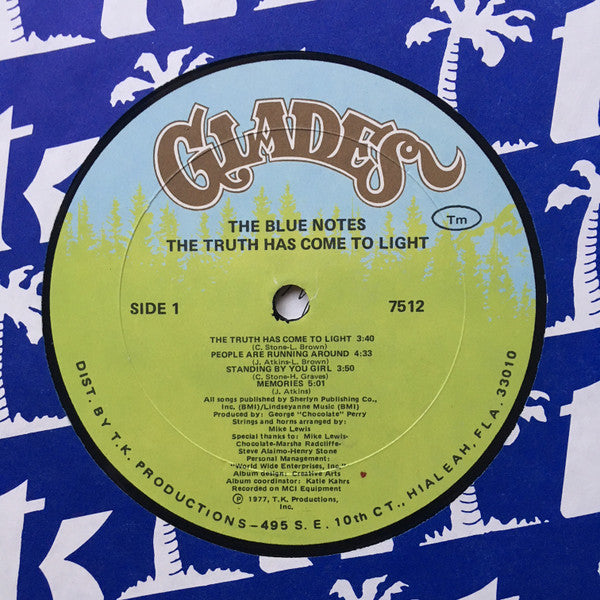 GLADES
THE BLUE NOTES
Tm
THE TRUTH HAS COME TO LIGHT
SIDE 1
7512
THE TRUTH HAS COME TO LIGHT 3:40
(C. Stone-L. Brown)
PEOPLE ARE RUNNING AROUND 4:33
(J. Atkins-L. Brown)
STANDING BY YOU GIRL 3:50
(C. Stone-H. Graves)
MEMORIES 5:01
(J. Atkins)
All songs published by Sherlyn Publishing Co.,
Inc. (BMI)/Lindseyanne Music (BMI)
Produced by: George "Chocolate" Perry
Strings and horns arranged by:
Mike Lewis
Special thanks to: Mike Lewis-
Chocolate-Marsha Radcliffe-
Steve Alaimo-Henry Stone
Personal Management:
"World Wide Enterprises, Inc."
Album design: Creative Arts
Album coordinator: Katie Kahrs
Recorded on MCI Equipment
Ⓟ 1977, T.K. Productions,
Inc.
DIST. BY T.K. PRODUCTIONS—495 S.E. 10th CT., HIALEAH, FLA. 33010